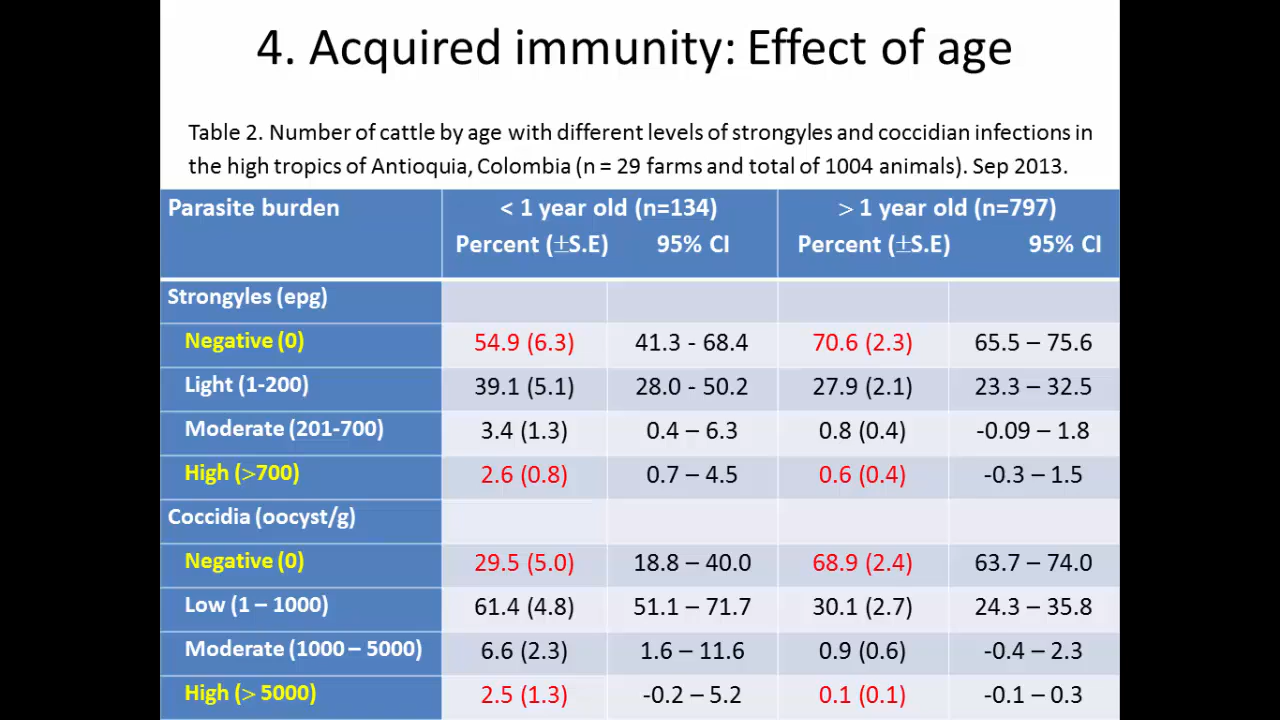 4. Acquired immunity: Effect of age
Table 2. Number of cattle by age with different levels of strongyles and coccidian infections in
the high tropics of Antioquia, Colombia (n = 29 farms and total of 1004 animals). Sep 2013.
Parasite burden < 1 year old (n=134) > 1 year old (n=797)
Percent (±S.E) 95% CI Percent (±S.E) 95% CI
Strongyles (epg)
Negative (0) 54.9 (6.3) 41.3 - 68.4 70.6 (2.3) 65.5 – 75.6
Light (1-200) 39.1 (5.1) 28.0 - 50.2 27.9 (2.1) 23.3 – 32.5
Moderate (201-700) 3.4 (1.3) 0.4 – 6.3 0.8 (0.4) -0.09 – 1.8
High (>700) 2.6 (0.8) 0.7 – 4.5 0.6 (0.4) -0.3 – 1.5
Coccidia (oocyst/g)
Negative (0) 29.5 (5.0) 18.8 – 40.0 68.9 (2.4) 63.7 – 74.0
Low (1 – 1000) 61.4 (4.8) 51.1 – 71.7 30.1 (2.7) 24.3 – 35.8
Moderate (1000 – 5000) 6.6 (2.3) 1.6 – 11.6 0.9 (0.6) -0.4 – 2.3
High (> 5000) 2.5 (1.3) -0.2 – 5.2 0.1 (0.1) -0.1 – 0.3